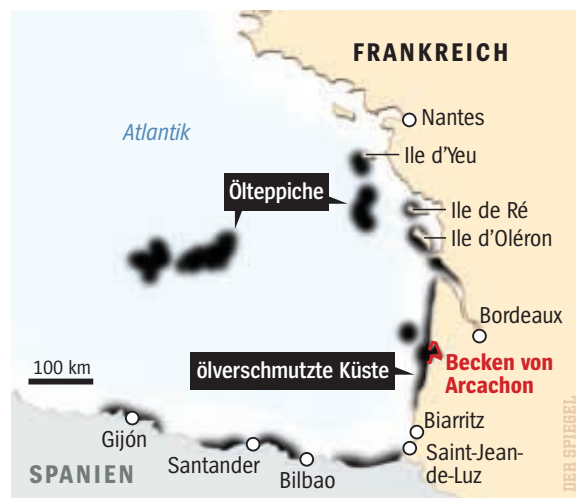 FRANKREICH
Nantes
Atlantik
Ile d'Yeu
Ölteppiche
Ile de Ré
Ile d'Oléron
Bordeaux
100 km
ölverschmutzte Küste
Becken von
Arcachon
Biarritz
Gijón
Saint-Jean-
de-Luz
Santander
SPANIEN
Bilbao
DER SPIEGEL